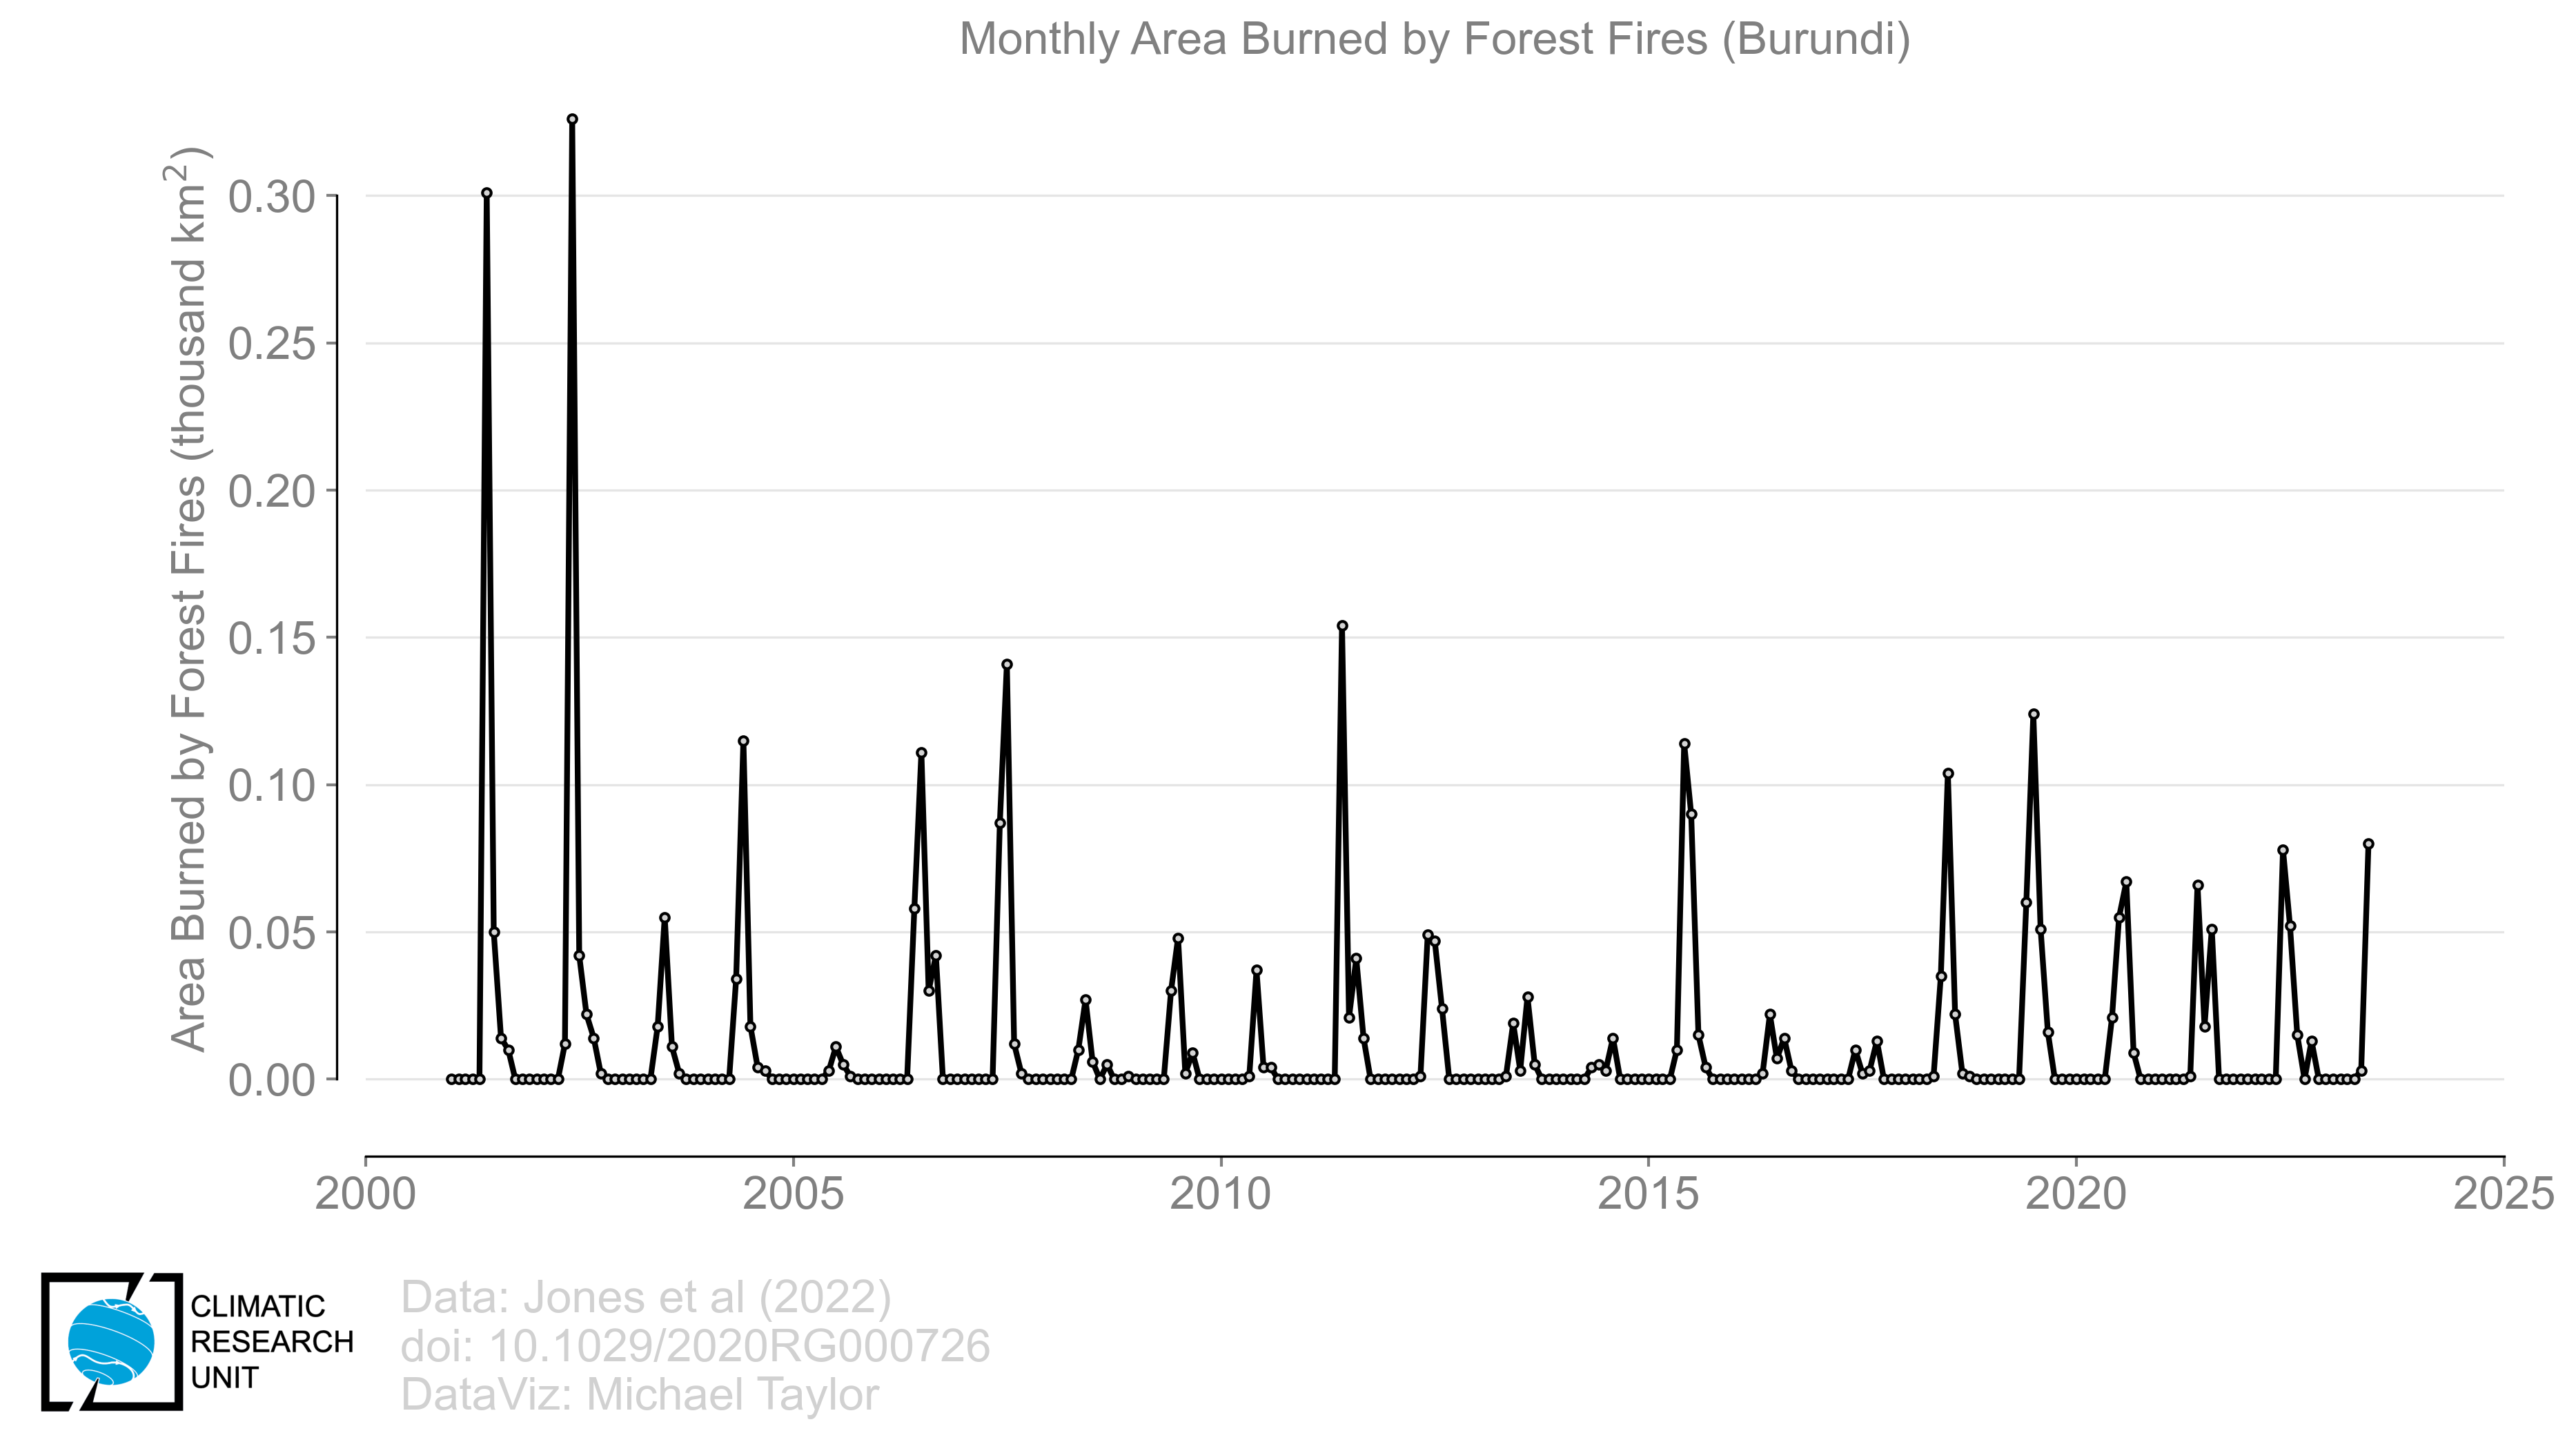 Monthly Area Burned by Forest Fires (Burundi)
Area Burned by Forest Fires (thousand km²)
0.30
0.25
0.20
0.15
0.10
0.05
0.00
2000 2005 2010 2015 2020 2025
CLIMATIC
RESEARCH
UNIT
Data: Jones et al (2022)
doi: 10.1029/2020RG000726
DataViz: Michael Taylor